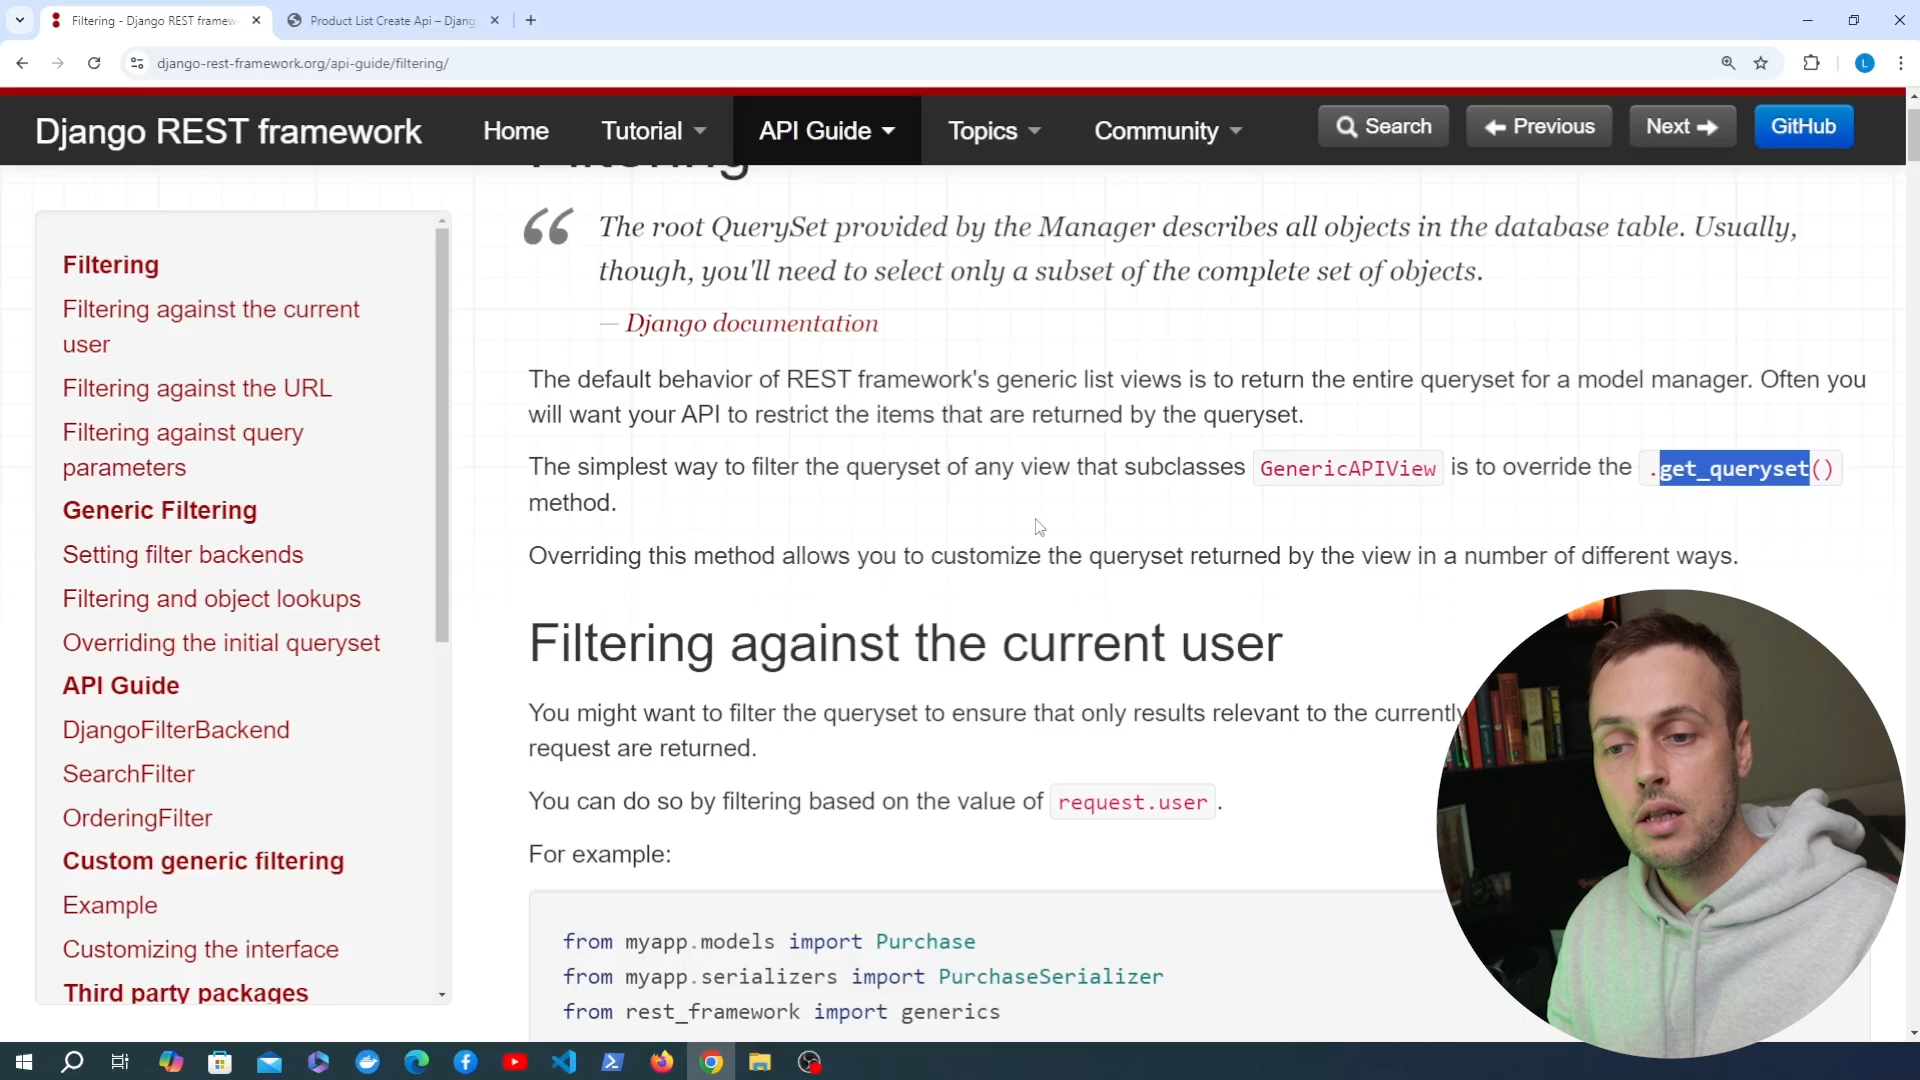 Filtering - Django REST framew
Product List Create Api – Djang
django-rest-framework.org/api-guide/filtering/
L
Django REST framework
Home
Tutorial
API Guide
Topics
Community
Search
Previous
Next
GitHub
Filtering
Filtering against the current
user
Filtering against the URL
Filtering against query
parameters
Generic Filtering
Setting filter backends
Filtering and object lookups
Overriding the initial queryset
API Guide
DjangoFilterBackend
SearchFilter
OrderingFilter
Custom generic filtering
Example
Customizing the interface
Third party packages
Filtering
“ The root QuerySet provided by the Manager describes all objects in the database table. Usually,
though, you'll need to select only a subset of the complete set of objects.
— Django documentation
The default behavior of REST framework's generic list views is to return the entire queryset for a model manager. Often you
will want your API to restrict the items that are returned by the queryset.
The simplest way to filter the queryset of any view that subclasses GenericAPIView is to override the .get_queryset()
method.
Overriding this method allows you to customize the queryset returned by the view in a number of different ways.
Filtering against the current user
You might want to filter the queryset to ensure that only results relevant to the currently
request are returned.
You can do so by filtering based on the value of request.user.
For example:
from myapp.models import Purchase
from myapp.serializers import PurchaseSerializer
from rest_framework import generics